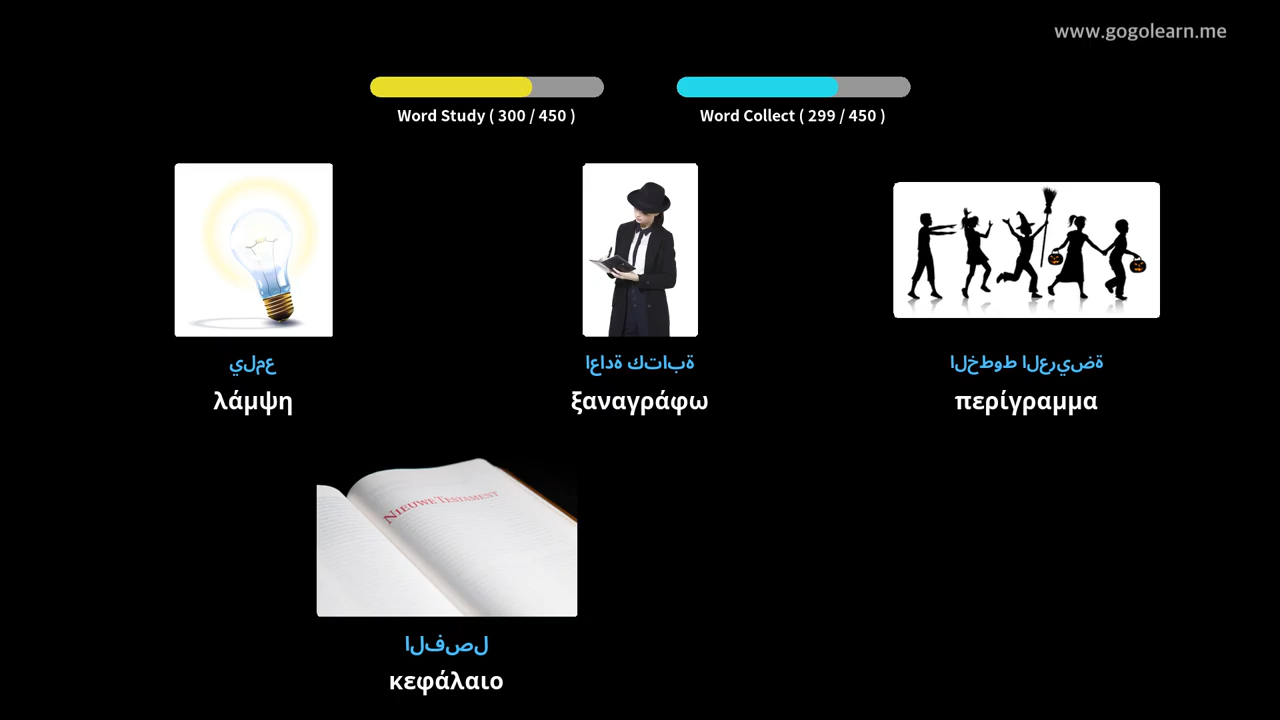 www.gogolearn.me
Word Study ( 300 / 450 )
Word Collect ( 299 / 450 )
يلمع
λάμψη
اعادة كتابة
ξαναγράφω
الخطوط العريضة
περίγραμμα
NIEUWE TESTAMENT
الفصل
κεφάλαιο